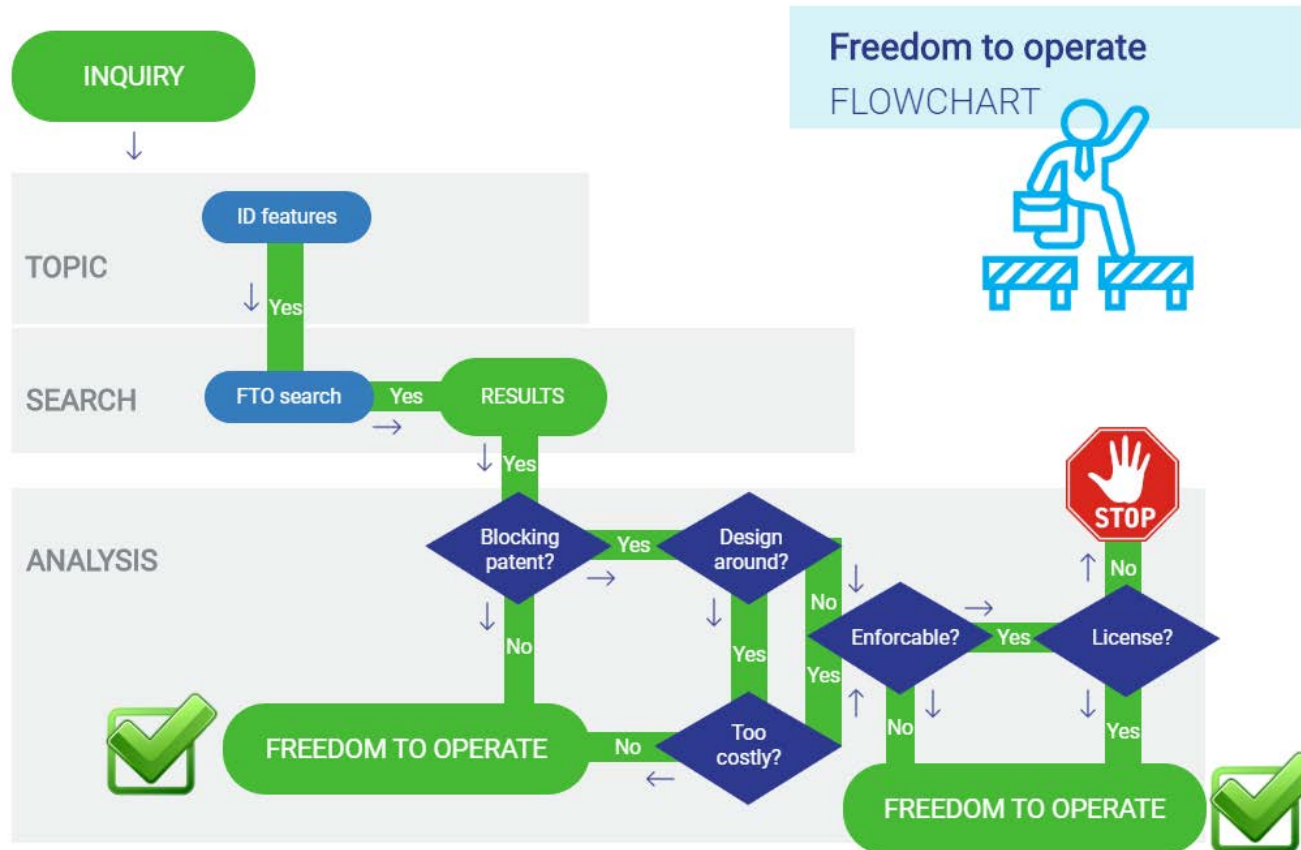 Freedom to operate
FLOWCHART
INQUIRY
TOPIC
ID features
Yes
SEARCH
FTO search
Yes
RESULTS
Yes
ANALYSIS
Blocking
patent?
Yes
Design
around?
No
Yes
No
Yes
Too
costly?
No
FREEDOM TO OPERATE
Enforcable?
Yes
License?
No
STOP
No
Yes
FREEDOM TO OPERATE